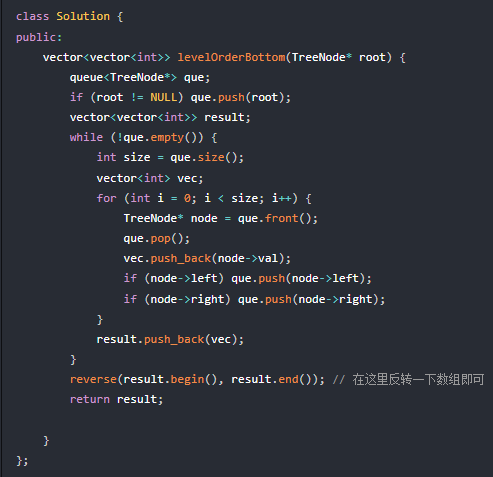 class Solution {
public:
    vector<vector<int>> levelOrderBottom(TreeNode* root) {
        queue<TreeNode*> que;
        if (root != NULL) que.push(root);
        vector<vector<int>> result;
        while (!que.empty()) {
            int size = que.size();
            vector<int> vec;
            for (int i = 0; i < size; i++) {
                TreeNode* node = que.front();
                que.pop();
                vec.push_back(node->val);
                if (node->left) que.push(node->left);
                if (node->right) que.push(node->right);
            }
            result.push_back(vec);
        }
        reverse(result.begin(), result.end()); // 在这里反转一下数组即可
        return result;

    }
};